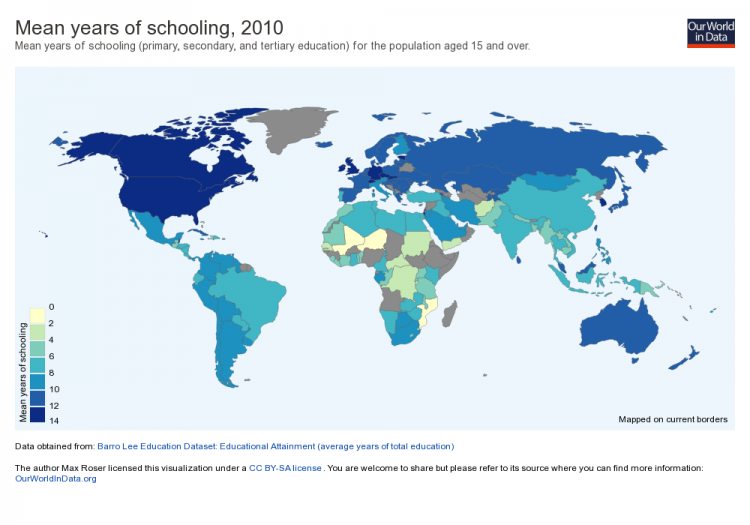 Mean years of schooling, 2010
Mean years of schooling (primary, secondary, and tertiary education) for the population aged 15 and over.
Our World
in Data
Mean years of schooling
0
2
4
6
8
10
12
14
Mapped on current borders
Data obtained from: Barro Lee Education Dataset: Educational Attainment (average years of total education)
The author Max Roser licensed this visualization under a CC BY-SA license. You are welcome to share but please refer to its source where you can find more information:
OurWorldInData.org